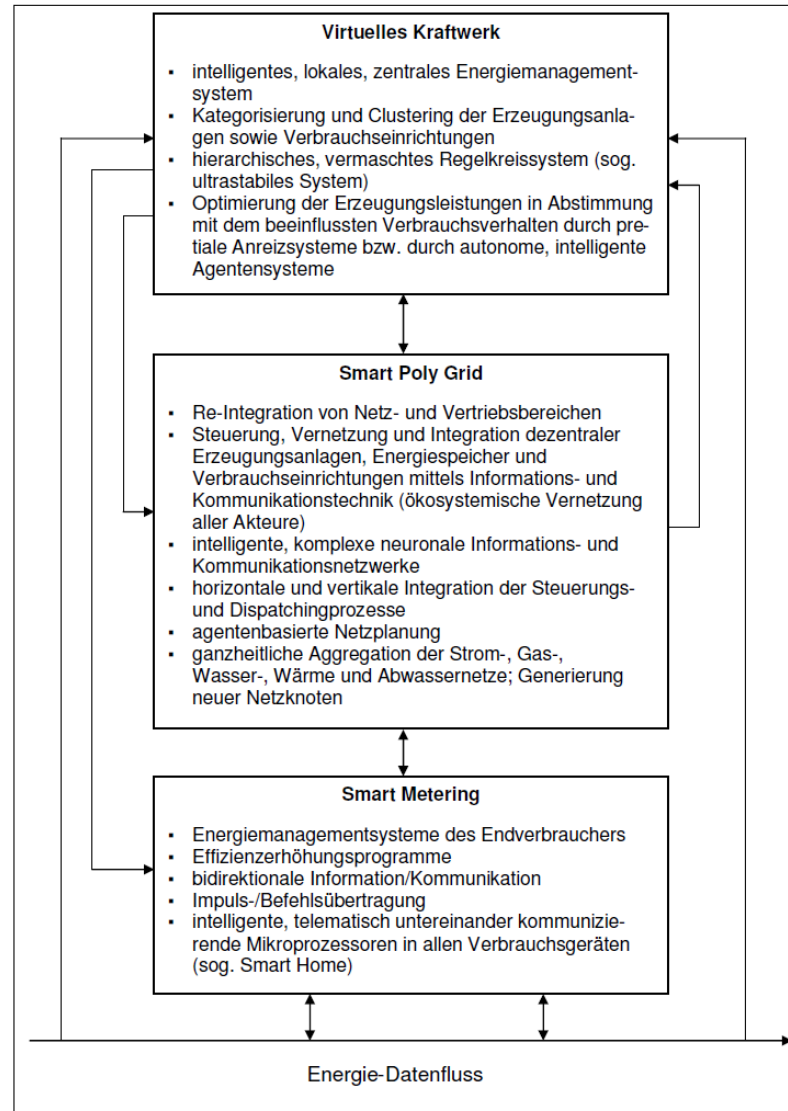 Virtuelles Kraftwerk
▪ intelligentes, lokales, zentrales Energiemanagement-
system
▪ Kategorisierung und Clustering der Erzeugungsanla-
gen sowie Verbrauchseinrichtungen
▪ hierarchisches, vermaschtes Regelkreissystem (sog.
ultrastabiles System)
▪ Optimierung der Erzeugungsleistungen in Abstimmung
mit dem beeinflussten Verbrauchsverhalten durch pre-
tiale Anreizsysteme bzw. durch autonome, intelligente
Agentensysteme
Smart Poly Grid
▪ Re-Integration von Netz- und Vertriebsbereichen
▪ Steuerung, Vernetzung und Integration dezentraler
Erzeugungsanlagen, Energiespeicher und
Verbrauchseinrichtungen mittels Informations- und
Kommunikationstechnik (ökosystemische Vernetzung
aller Akteure)
▪ intelligente, komplexe neuronale Informations- und
Kommunikationsnetzwerke
▪ horizontale und vertikale Integration der Steuerungs-
und Dispatchingprozesse
▪ agentenbasierte Netzplanung
▪ ganzheitliche Aggregation der Strom-, Gas-,
Wasser-, Wärme und Abwassernetze; Generierung
neuer Netzknoten
Smart Metering
▪ Energiemanagementsysteme des Endverbrauchers
▪ Effizienzerhöhungsprogramme
▪ bidirektionale Information/Kommunikation
▪ Impuls-/Befehlsübertragung
▪ intelligente, telematisch untereinander kommunizie-
rende Mikroprozessoren in allen Verbrauchsgeräten
(sog. Smart Home)
Energie-Datenfluss